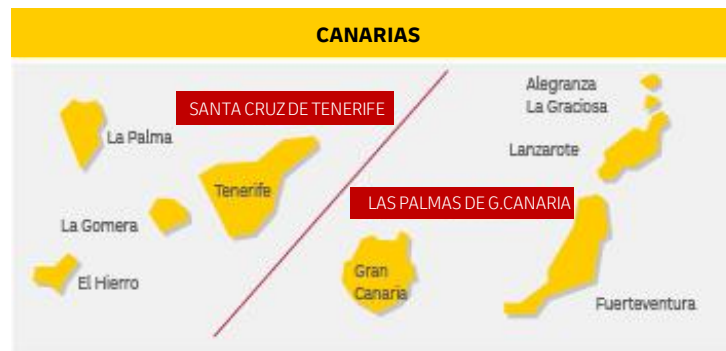 CANARIAS
SANTA CRUZ DE TENERIFE
La Palma
Tenerife
La Gomera
El Hierro
Alegranza
La Graciosa
Lanzarote
LAS PALMAS DE G.CANARIA
Gran
Canaria
Fuerteventura